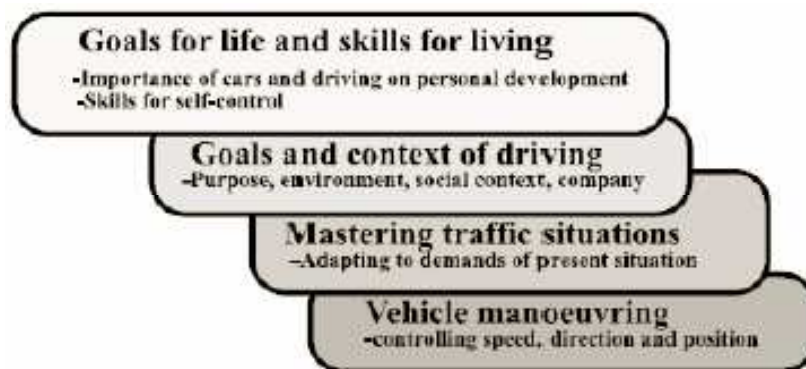 Goals for life and skills for living
-Importance of cars and driving on personal development
-Skills for self-control
Goals and context of driving
-Purpose, environment, social context, company
Mastering traffic situations
-Adapting to demands of present situation
Vehicle manoeuvring
-controlling speed, direction and position